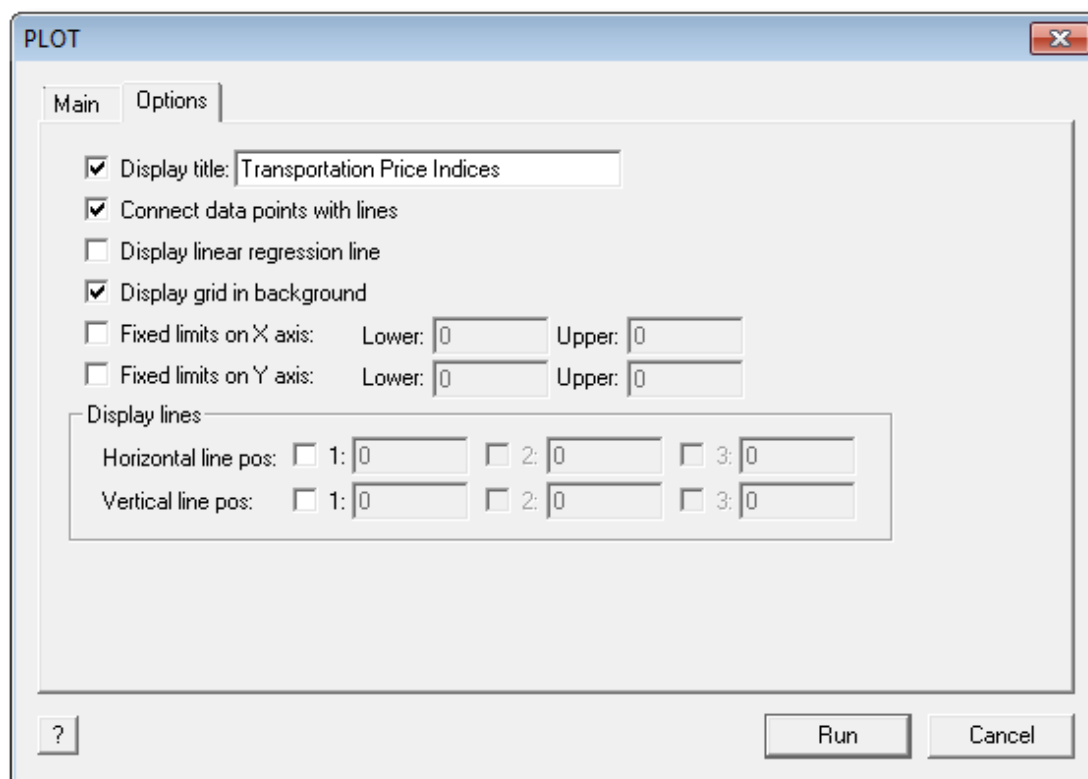 PLOT
Main Options
Display title: Transportation Price Indices
Connect data points with lines
Display linear regression line
Display grid in background
Fixed limits on X axis: Lower: 0 Upper: 0
Fixed limits on Y axis: Lower: 0 Upper: 0
Display lines
Horizontal line pos: 1: 0 2: 0 3: 0
Vertical line pos: 1: 0 2: 0 3: 0
? Run Cancel